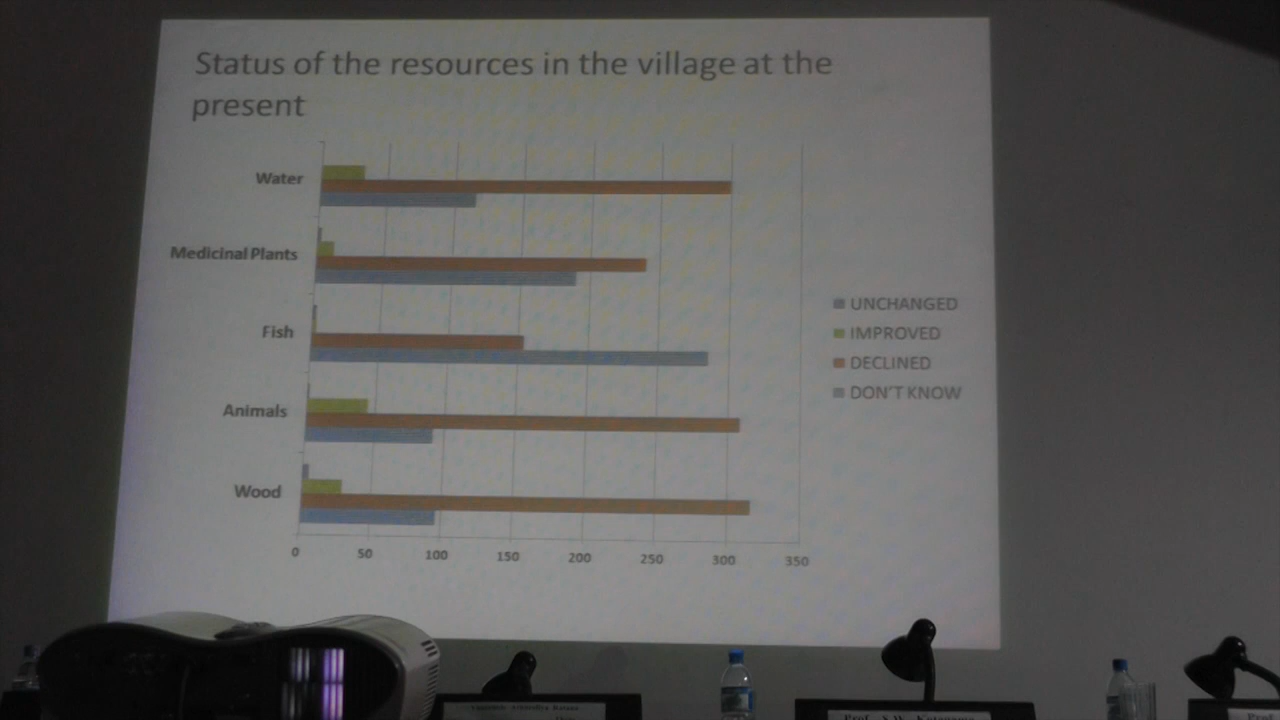 Status of the resources in the village at the
present
Water
Medicinal Plants
Fish
Animals
Wood
0 50 100 150 200 250 300 350
UNCHANGED
IMPROVED
DECLINED
DON'T KNOW
Prof. S.W.